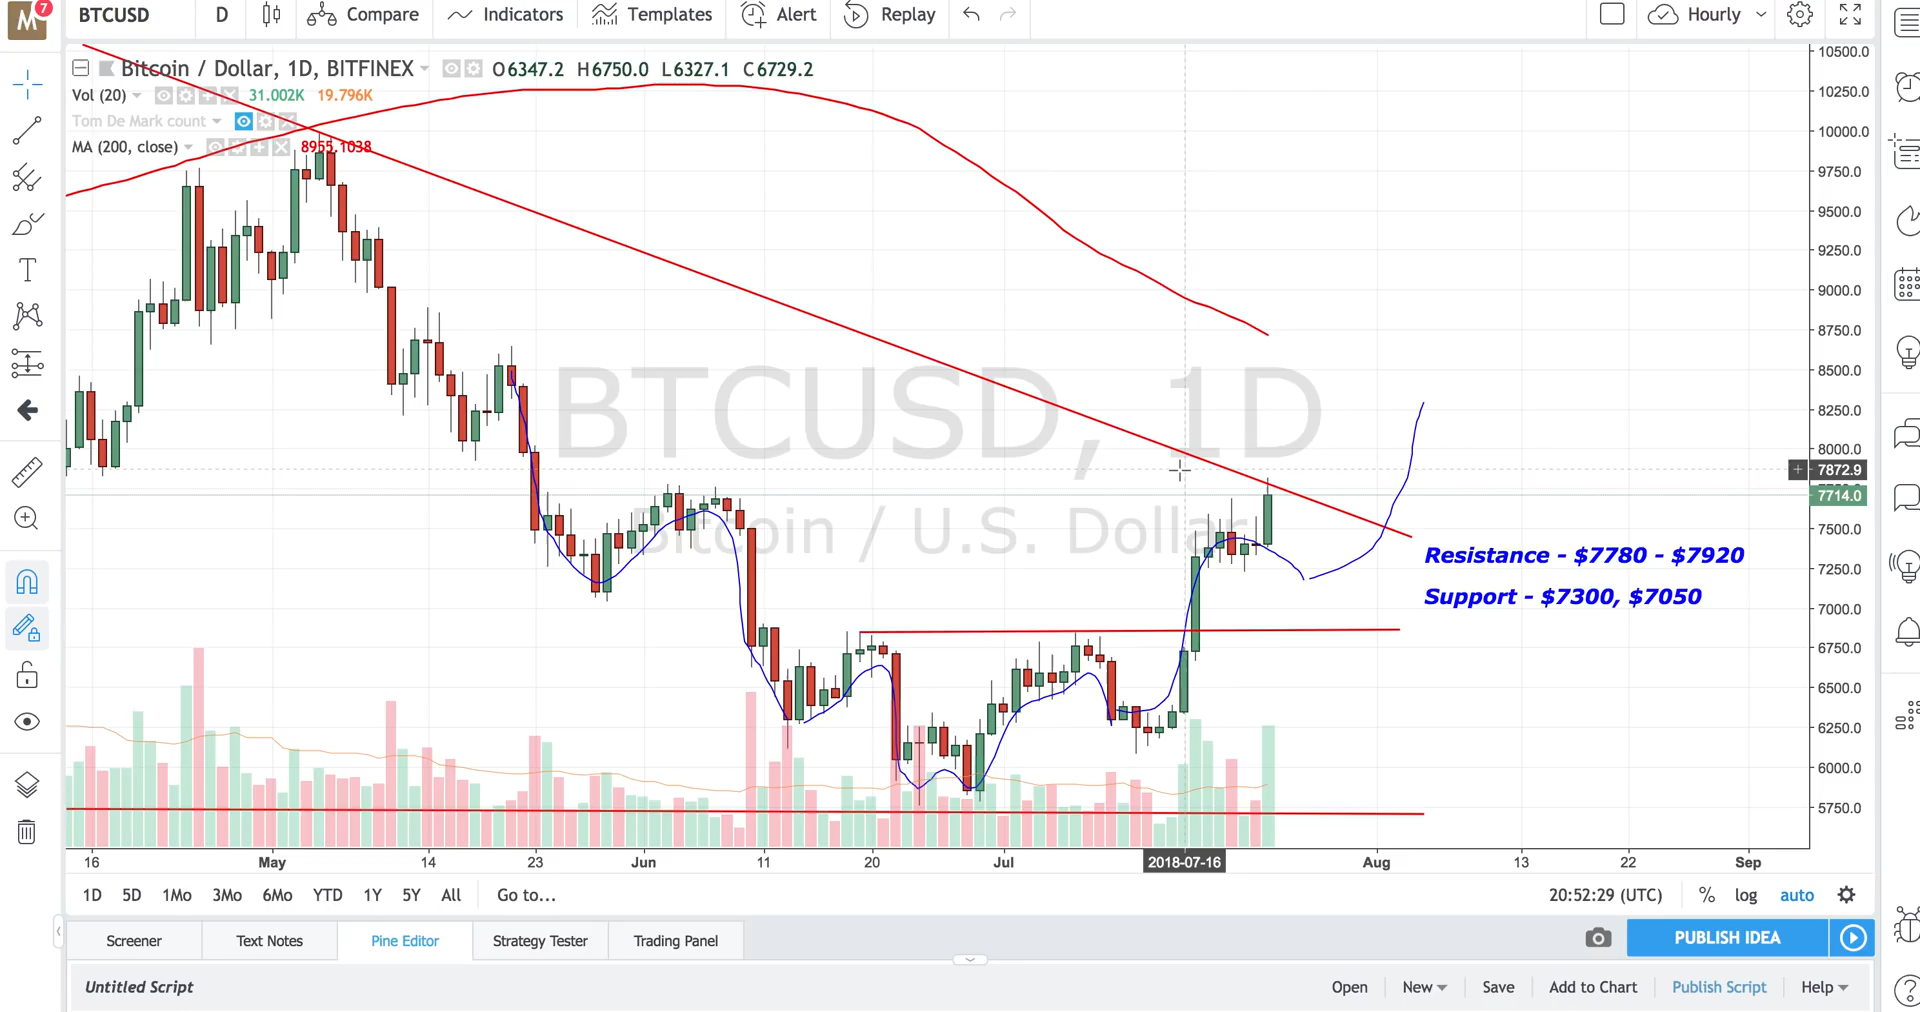 M 7 BTCUSD D Compare Indicators Templates Alert Replay Hourly
Bitcoin / Dollar, 1D, BITFINEX O6347.2 H6750.0 L6327.1 C6729.2
Vol (20) 31.002K 19.796K
Tom De Mark count
MA (200, close) 8955.1038
BTCUSD, 1D
Bitcoin / U.S. Dollar
10500.0
10250.0
10000.0
9750.0
9500.0
9250.0
9000.0
8750.0
8500.0
8250.0
8000.0
7872.9
7714.0
7500.0
7250.0
7000.0
6750.0
6500.0
6250.0
6000.0
5750.0
Resistance - $7780 - $7920
Support - $7300, $7050
16 May 14 23 Jun 11 20 Jul 2018-07-16 Aug 13 22 Sep
1D 5D 1Mo 3Mo 6Mo YTD 1Y 5Y All Go to... 20:52:29 (UTC) % log auto
Screener Text Notes Pine Editor Strategy Tester Trading Panel PUBLISH IDEA
Untitled Script Open New Save Add to Chart Publish Script Help